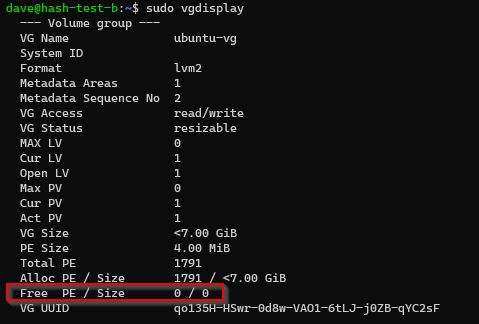 dave@hash-test-b:~$ sudo vgdisplay
--- Volume group ---
VG Name ubuntu-vg
System ID
Format lvm2
Metadata Areas 1
Metadata Sequence No 2
VG Access read/write
VG Status resizable
MAX LV 0
Cur LV 1
Open LV 1
Max PV 0
Cur PV 1
Act PV 1
VG Size <7.00 GiB
PE Size 4.00 MiB
Total PE 1791
Alloc PE / Size 1791 / <7.00 GiB
Free PE / Size 0 / 0
VG UUID qo135H-HSwr-0d8w-VAO1-6tLJ-j0ZB-qYC2sF